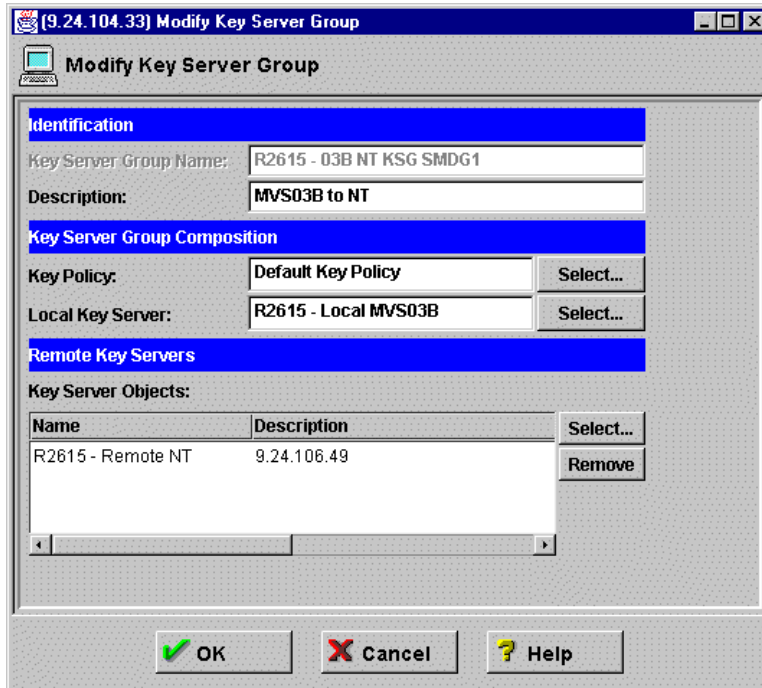 (9.24.104.33) Modify Key Server Group
Modify Key Server Group
Identification
Key Server Group Name: R2615 - 03B NT KSG SMDG1
Description: MVS03B to NT
Key Server Group Composition
Key Policy: Default Key Policy Select...
Local Key Server: R2615 - Local MVS03B Select...
Remote Key Servers
Key Server Objects:
Name Description Select...
R2615 - Remote NT 9.24.106.49 Remove
OK Cancel Help